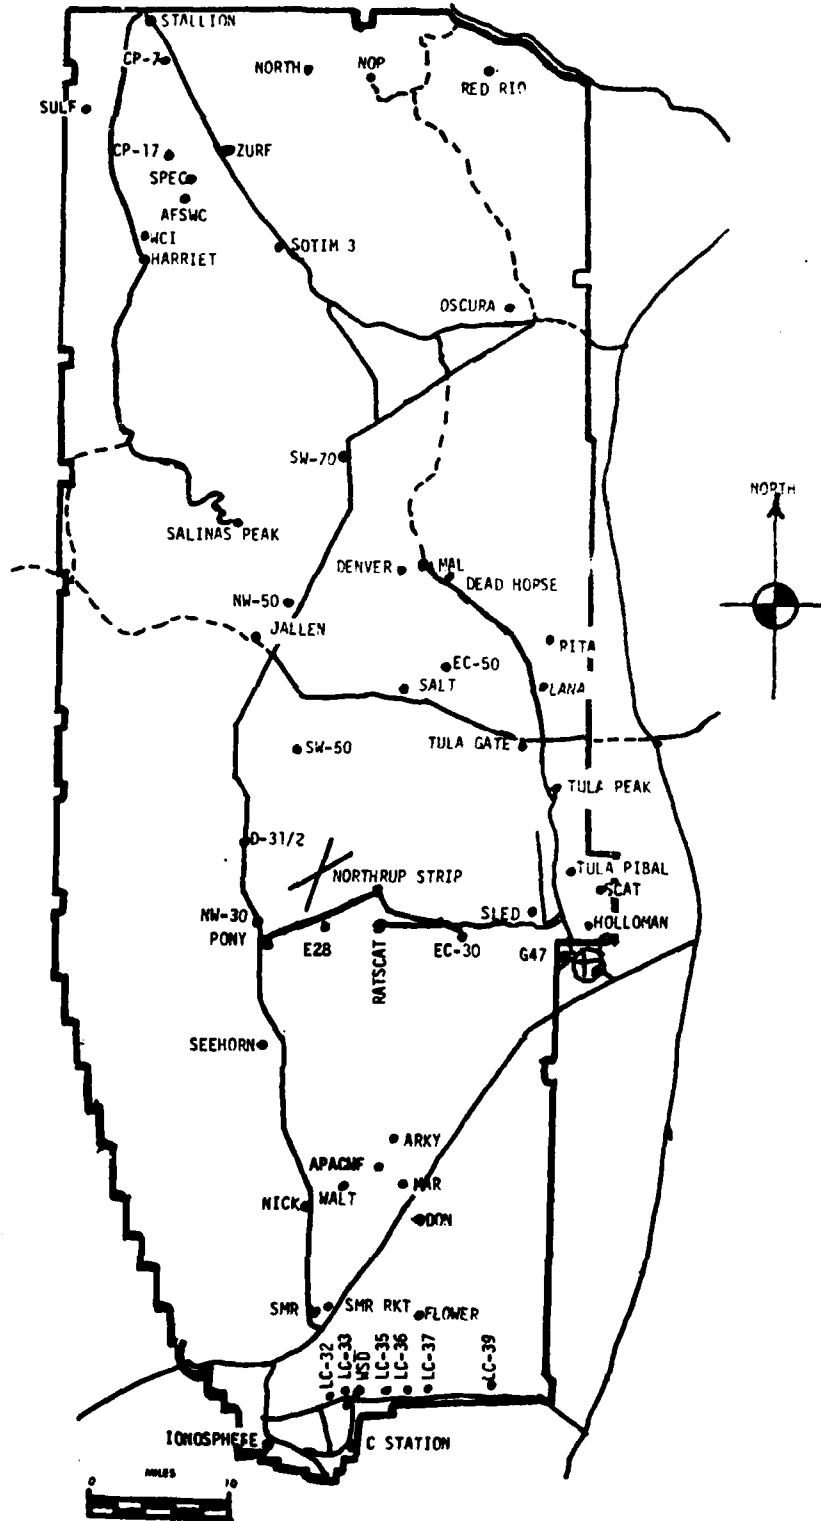 STALLION
CP-7
NORTH
NOP
RED RIO
SULF
CP-17
ZURF
SPEC
AFSWC
WCI
HARRIET
SOTIM 3
OSCURA
SW-70
NORTH
SALINAS PEAK
DENVER
MAL
DEAD HORSE
NW-50
JALLEN
RITA
EC-50
SALT
LANA
TULA GATE
SW-50
TULA PEAK
D-31/2
NORTHRUP STRIP
TULA PIBAL
SCAT
NW-30
SLED
HOLLOMAN
PONY
E28
RATSCAT
EC-30
G47
SEEHORN
ARKY
MAR
NICK
WALT
DON
SMR
SMR RKT
FLOWER
LC-32
LC-33
WSD
LC-35
LC-36
LC-37
LC-39
IONOSPHERE
C STATION
MILES
0 10